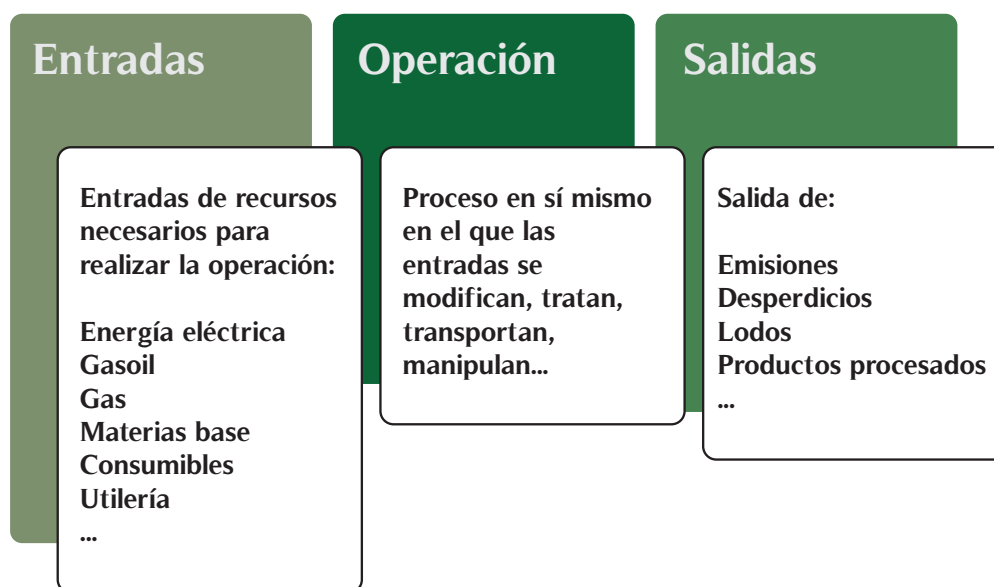 Entradas
Entradas de recursos
necesarios para
realizar la operación:
Energía eléctrica
Gasoil
Gas
Materias base
Consumibles
Utilería
...
Operación
Proceso en sí mismo
en el que las
entradas se
modifican, tratan,
transportan,
manipulan...
Salidas
Salida de:
Emisiones
Desperdicios
Lodos
Productos procesados
...